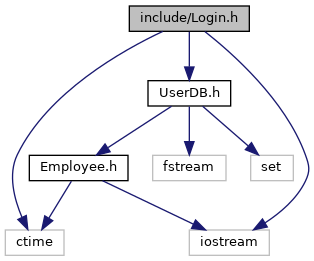 include/Login.h
UserDB.h
Employee.h
fstream
set
ctime
iostream